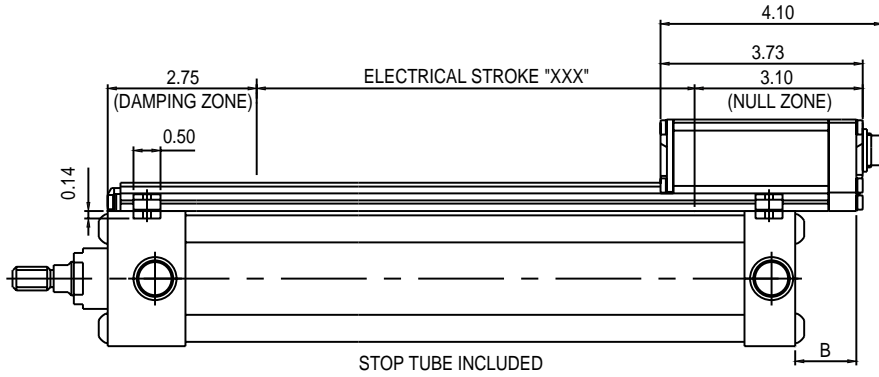 4.10
3.73
2.75
ELECTRICAL STROKE "XXX"
3.10
(DAMPING ZONE)
(NULL ZONE)
0.50
0.14
B
STOP TUBE INCLUDED